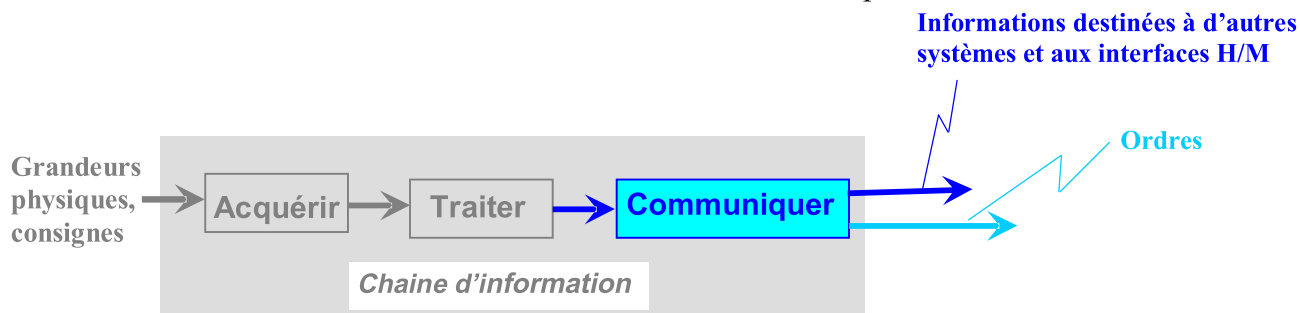 Informations destinées à d’autres
systèmes et aux interfaces H/M
Ordres
Grandeurs
physiques,
consignes
Acquérir
Traiter
Communiquer
Chaine d’information